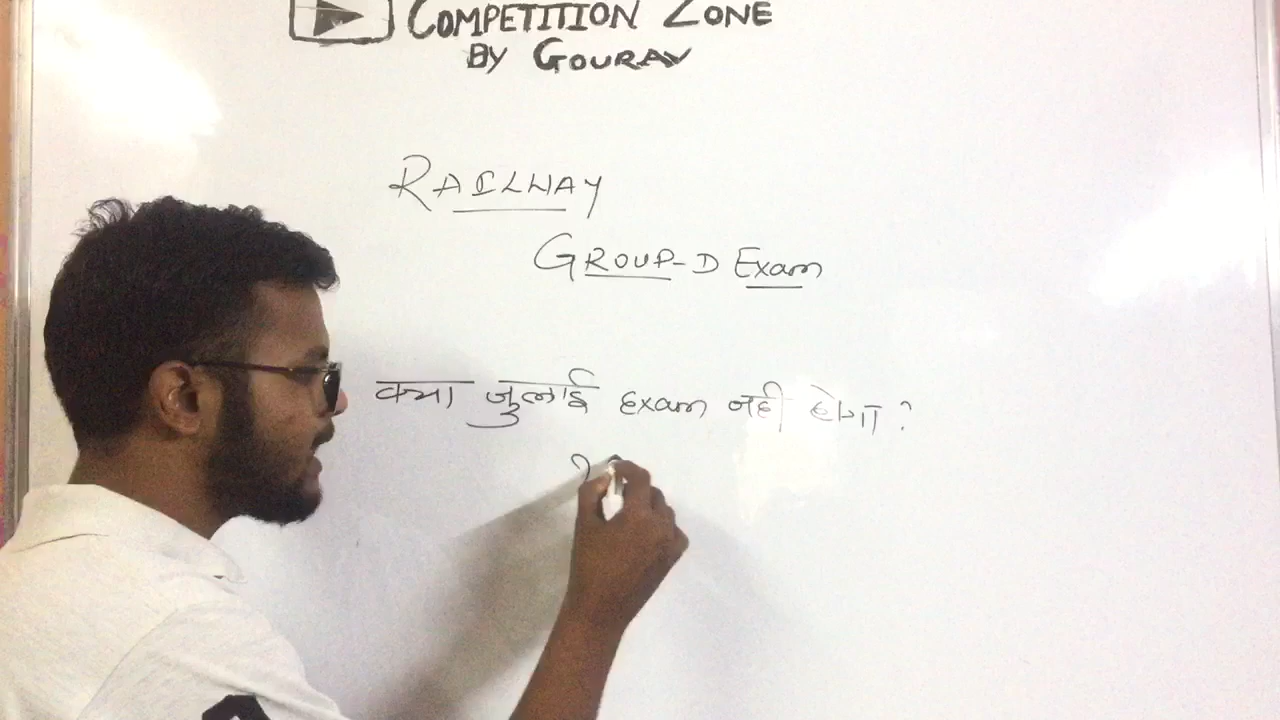 COMPETITION ZONE
BY GOURAV
RAILWAY
GROUP-D Exam
क्या जुलाई Exam नही होगा ?